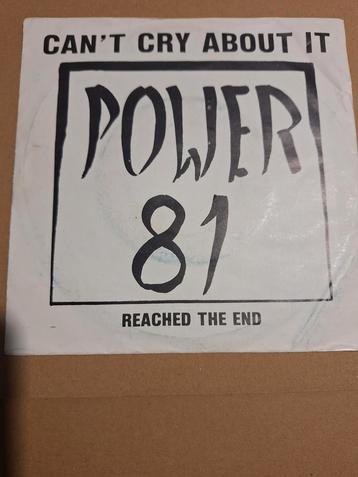 CAN'T CRY ABOUT IT
POWER
81
REACHED THE END